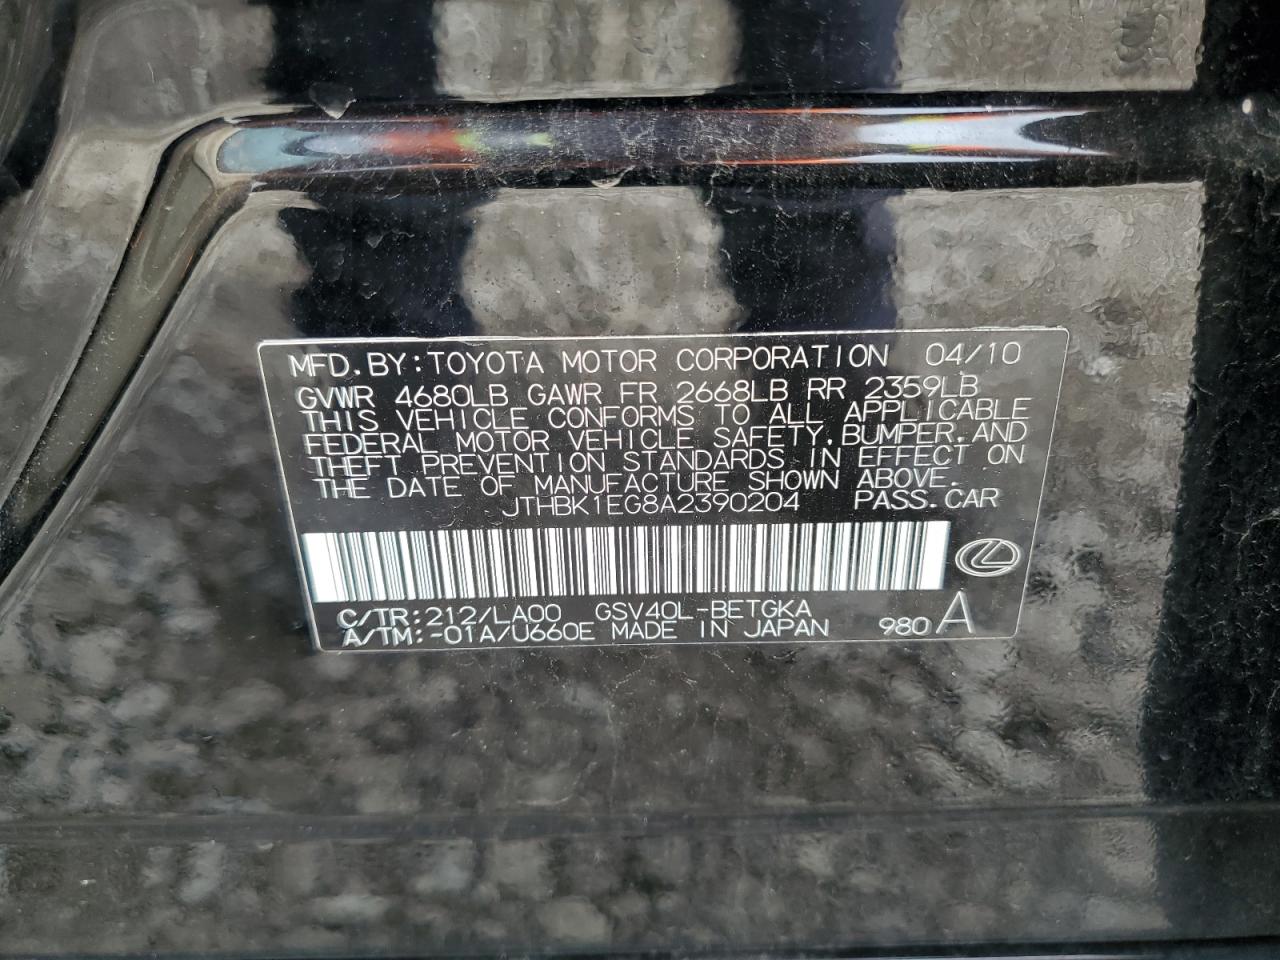 MFD.BY:TOYOTA MOTOR CORPORATION 04/10
GVWR 4680LB GAWR FR 2668LB RR 2359LB
THIS VEHICLE CONFORMS TO ALL APPLICABLE
FEDERAL MOTOR VEHICLE SAFETY,BUMPER,AND
THEFT PREVENTION STANDARDS IN EFFECT ON
THE DATE OF MANUFACTURE SHOWN ABOVE.
JTHBK1EG8A2390204 PASS.CAR
C/TR:212/LA00 GSV40L-BETGKA
A/TM:-01A/U660E MADE IN JAPAN 980 A